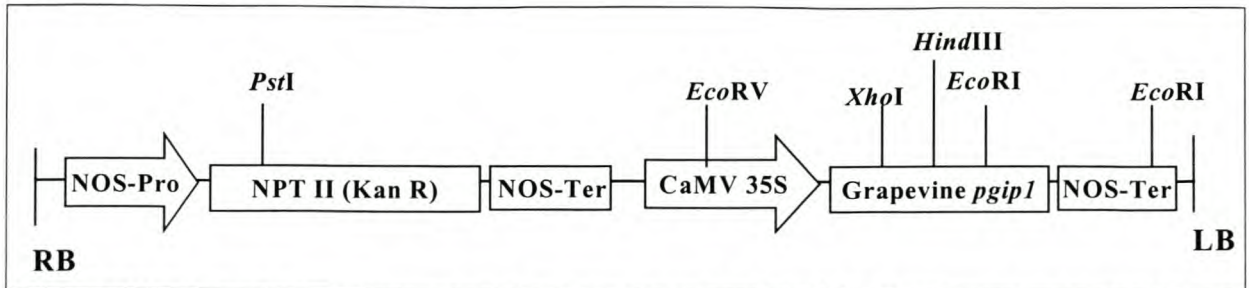 HindIII
PstI
EcoRV
XhoI
EcoRI
EcoRI
NOS-Pro
NPT II (Kan R)
NOS-Ter
CaMV 35S
Grapevine pgip1
NOS-Ter
RB
LB